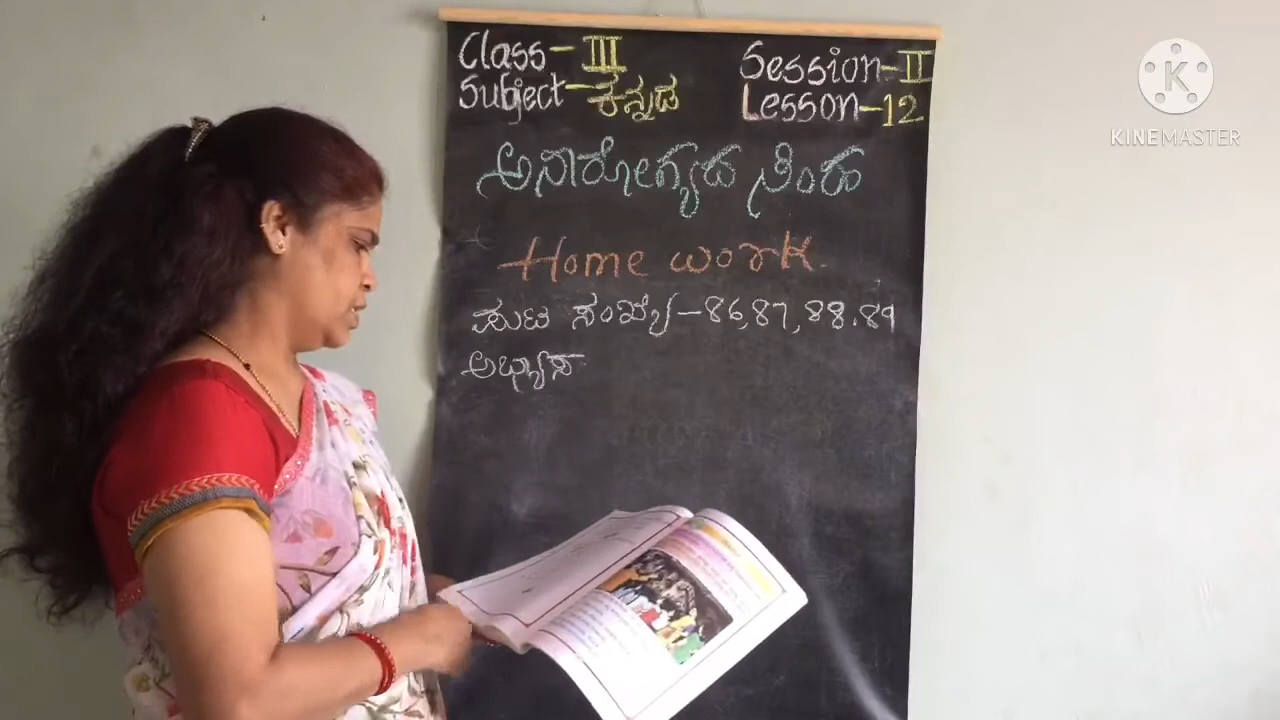 Class-III
Subject-ಕನ್ನಡ
Session-II
Lesson-12
ಅನಾರೋಗ್ಯದ ಸಿಂಹ
Home work.
ಪುಟ ಸಂಖ್ಯೆ-86,87,88.89
ಅಭ್ಯಾಸ
K
KINEMASTER